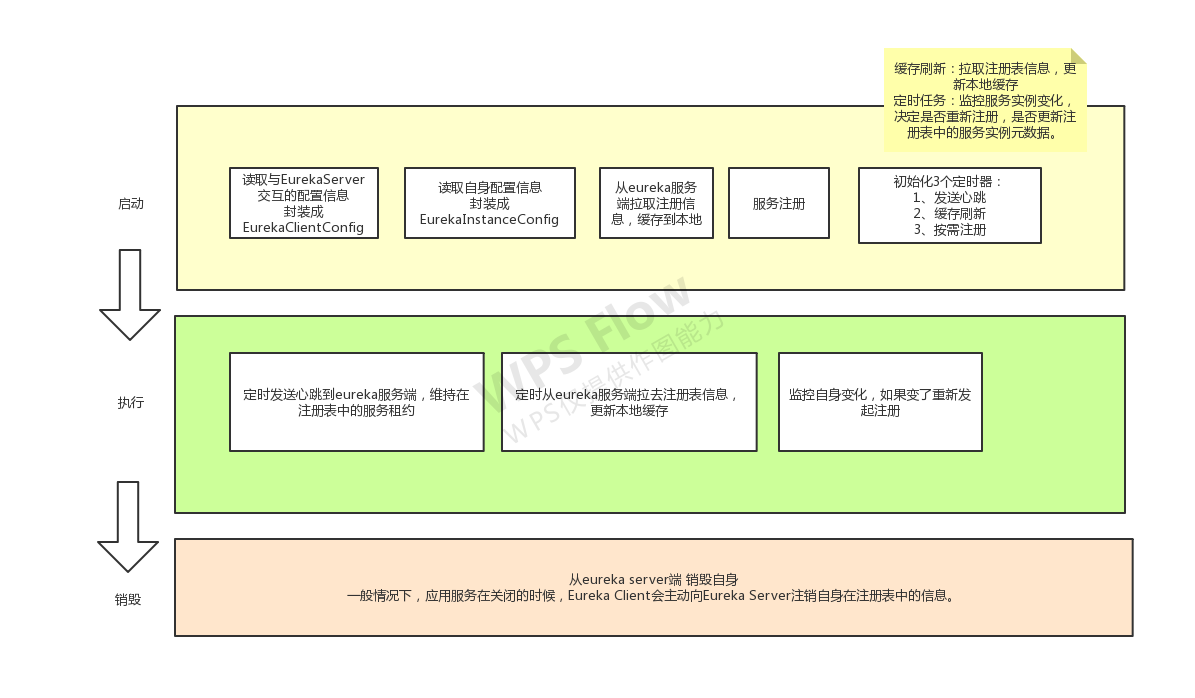 缓存刷新：拉取注册表信息，更
新本地缓存
定时任务：监控服务实例变化，
决定是否重新注册，是否更新注
册表中的服务实例元数据。
启动
读取与EurekaServer
交互的配置信息
封装成
EurekaClientConfig
读取自身配置信息
封装成
EurekaInstanceConfig
从eureka服务
端拉取注册信
息，缓存到本地
服务注册
初始化3个定时器：
1、发送心跳
2、缓存刷新
3、按需注册
执行
定时发送心跳到eureka服务端，维持在
注册表中的服务租约
定时从eureka服务端拉去注册表信息，
更新本地缓存
监控自身变化，如果变了重新发
起注册
WPS Flow
WPS仅提供作图能力
销毁
从eureka server端 销毁自身
一般情况下，应用服务在关闭的时候，Eureka Client会主动向Eureka Server注销自身在注册表中的信息。